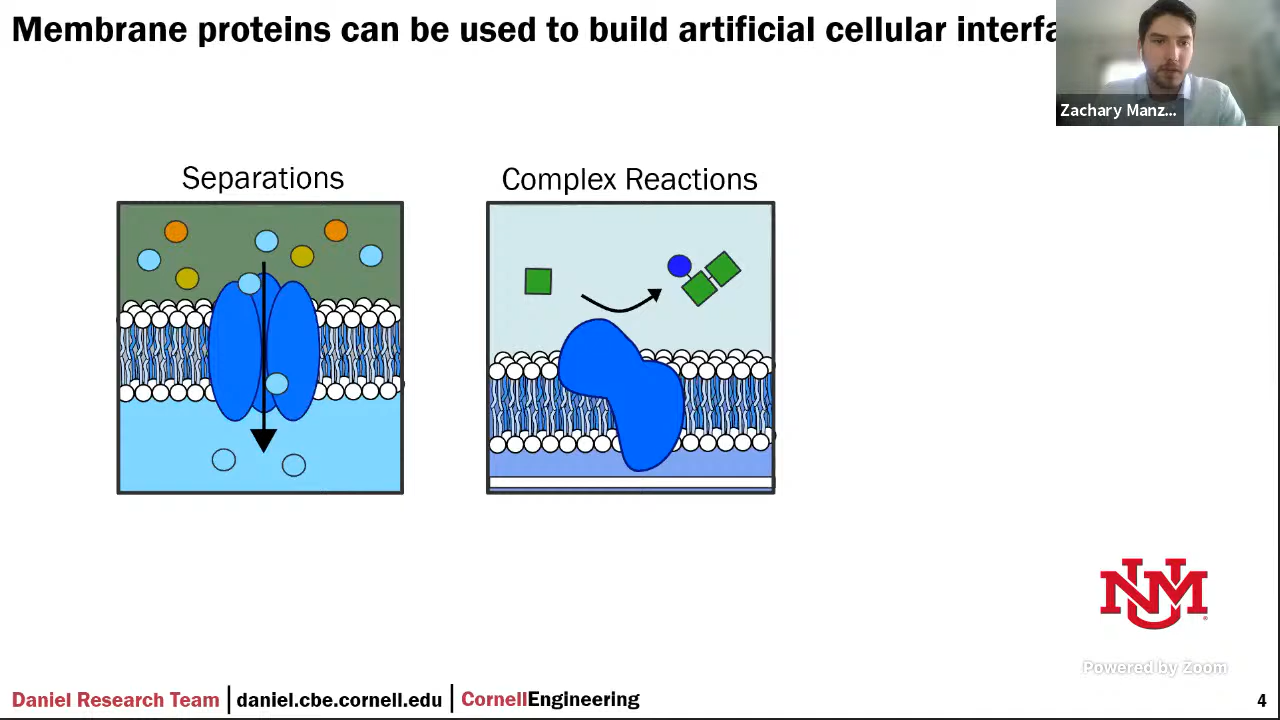 Membrane proteins can be used to build artificial cellular interfa
Zachary Manz...
Separations
Complex Reactions
UNM
Powered by Zoom
Daniel Research Team | daniel.cbe.cornell.edu | CornellEngineering
4